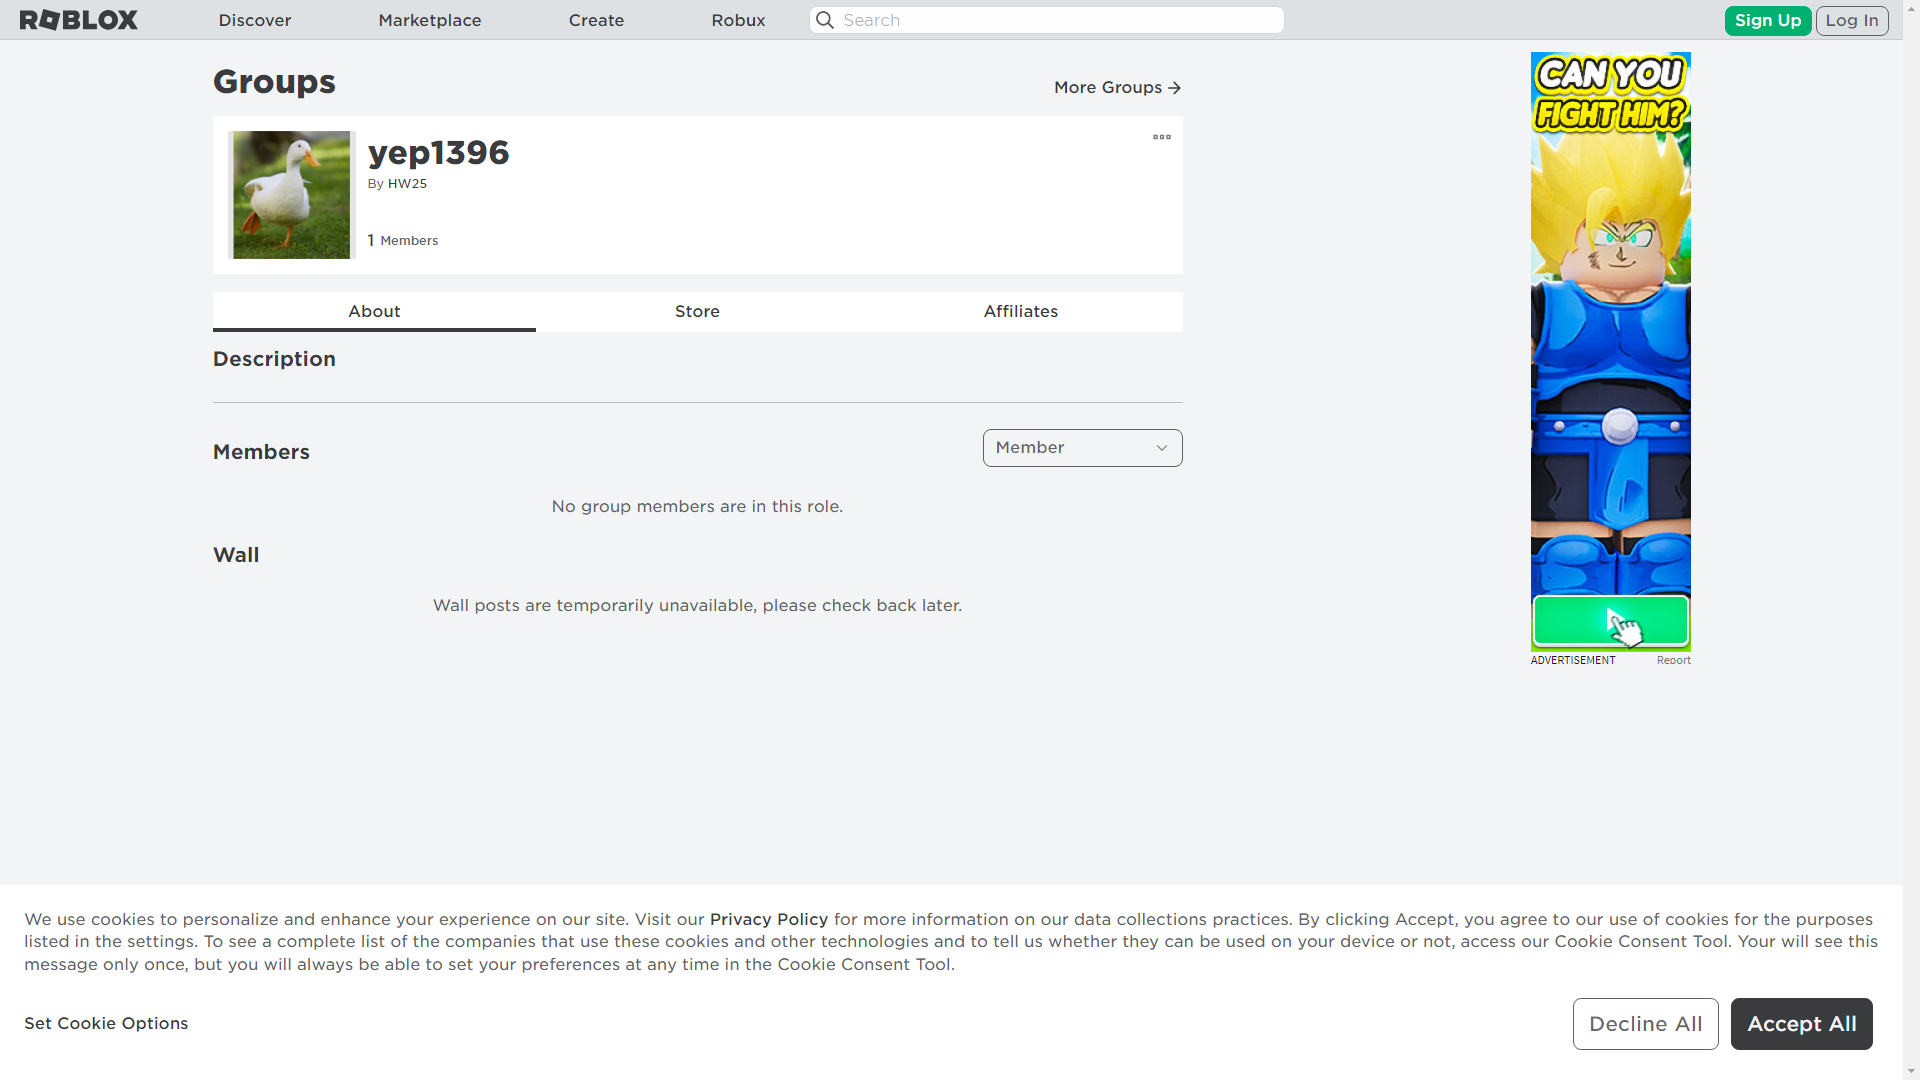 ROBLOX
Discover
Marketplace
Create
Robux
Search
Sign Up
Log In
Groups
More Groups
yep1396
By HW25
1 Members
About
Store
Affiliates
Description
Members
Member
No group members are in this role.
Wall
Wall posts are temporarily unavailable, please check back later.
CAN YOU
FIGHT HIM?
ADVERTISEMENT
Report
We use cookies to personalize and enhance your experience on our site. Visit our Privacy Policy for more information on our data collections practices. By clicking Accept, you agree to our use of cookies for the purposes
listed in the settings. To see a complete list of the companies that use these cookies and other technologies and to tell us whether they can be used on your device or not, access our Cookie Consent Tool. Your will see this
message only once, but you will always be able to set your preferences at any time in the Cookie Consent Tool.
Set Cookie Options
Decline All
Accept All